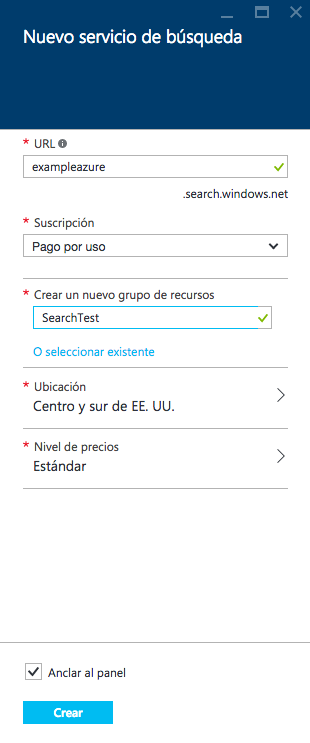 Nuevo servicio de búsqueda
* URL
exampleazure
.search.windows.net
* Suscripción
Pago por uso
* Crear un nuevo grupo de recursos
SearchTest
O seleccionar existente
* Ubicación
Centro y sur de EE. UU.
* Nivel de precios
Estándar
Anclar al panel
Crear